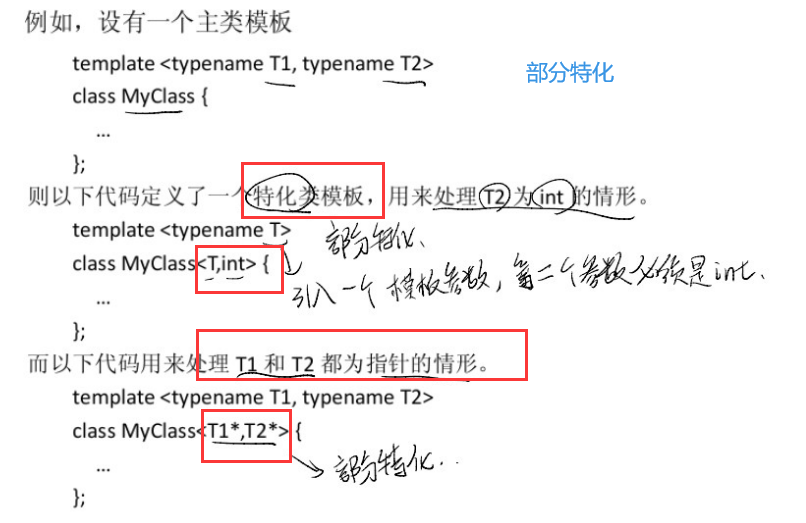 例如，设有一个主类模板
template <typename T1, typename T2>
部分特化
class MyClass {
...
};
则以下代码定义了一个特化类模板，用来处理 T2 为 int 的情形。
template <typename T>
部分特化、
class MyClass<T,int> {
引入一个 模板参数，第二个参数必须是int、
...
};
而以下代码用来处理 T1 和 T2 都为指针的情形。
template <typename T1, typename T2>
class MyClass<T1*,T2*> {
部分特化..
...
};